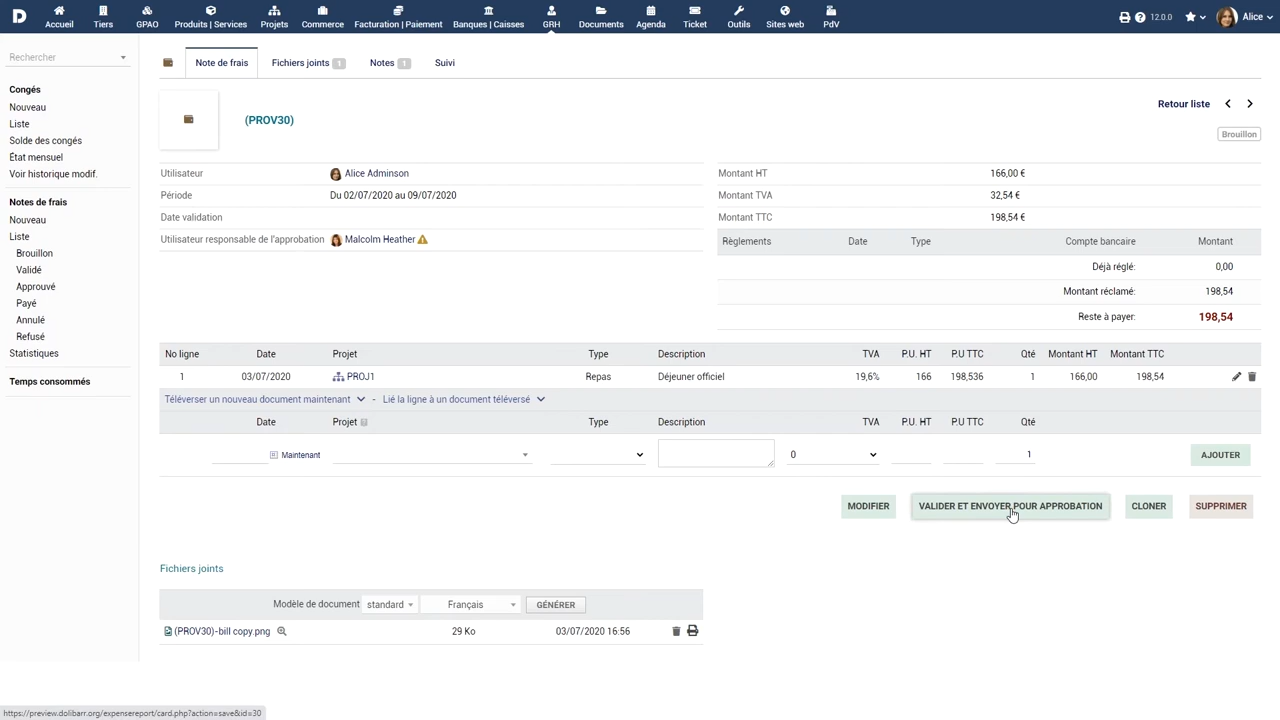 D Accueil Tiers GPAO Produits | Services Projets Commerce Facturation | Paiement Banques | Caisses GRH Documents Agenda Ticket Outils Sites web PdV 12.0.0 Alice
Rechercher
Congés
Nouveau
Liste
Solde des congés
État mensuel
Voir historique modif.
Notes de frais
Nouveau
Liste
Brouillon
Validé
Approuvé
Payé
Annulé
Refusé
Statistiques
Temps consommés
Note de frais Fichiers joints 1 Notes 1 Suivi
Retour liste
(PROV30)
Brouillon
Utilisateur Alice Adminson
Période Du 02/07/2020 au 09/07/2020
Date validation
Utilisateur responsable de l'approbation Malcolm Heather
Montant HT 166,00 €
Montant TVA 32,54 €
Montant TTC 198,54 €
Règlements Date Type Compte bancaire Montant
Déjà réglé: 0,00
Montant réclamé: 198,54
Reste à payer: 198,54
No ligne Date Projet Type Description TVA P.U. HT P.U TTC Qté Montant HT Montant TTC
1 03/07/2020 PROJ1 Repas Déjeuner officiel 19,6% 166 198,536 1 166,00 198,54
Téléverser un nouveau document maintenant - Lié la ligne à un document téléversé
Date Projet Type Description TVA P.U. HT P.U TTC Qté
Maintenant 0 1 AJOUTER
MODIFIER VALIDER ET ENVOYER POUR APPROBATION CLONER SUPPRIMER
Fichiers joints
Modèle de document standard Français GÉNÉRER
(PROV30)-bill copy.png 29 Ko 03/07/2020 16:56
https://preview.dolibarr.org/expensereport/card.php?action=save&id=30